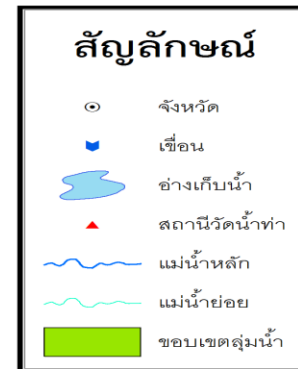 สัญลักษณ์
จังหวัด
เขื่อน
อ่างเก็บน้ำ
สถานีวัดน้ำท่า
แม่น้ำหลัก
แม่น้ำย่อย
ขอบเขตลุ่มน้ำ